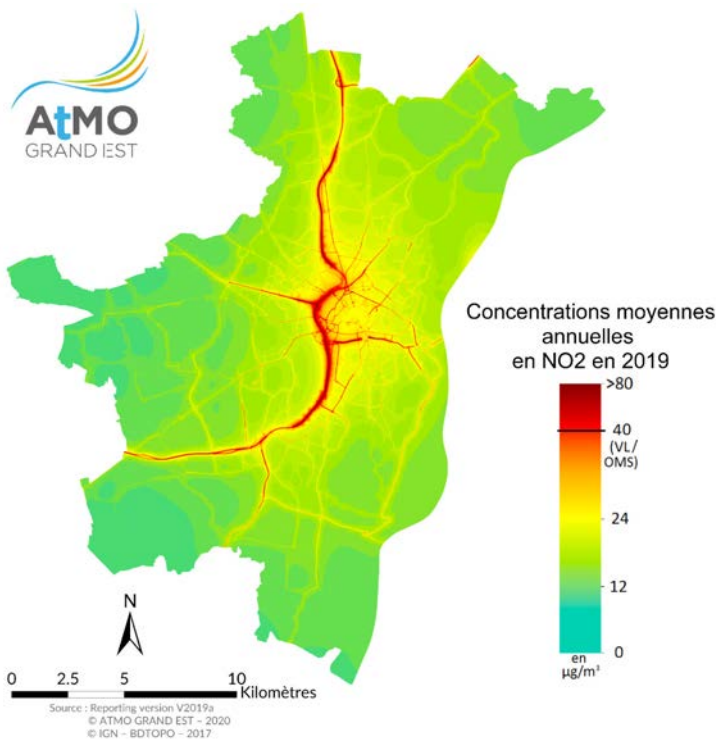 AtMO
GRAND EST
Concentrations moyennes
annuelles
en NO2 en 2019
>80
40
(VL/
OMS)
24
12
0
en
µg/m³
N
0 2.5 5 10
Kilomètres
Source : Reporting version V2019a
© ATMO GRAND EST - 2020
© IGN - BDTOPO - 2017